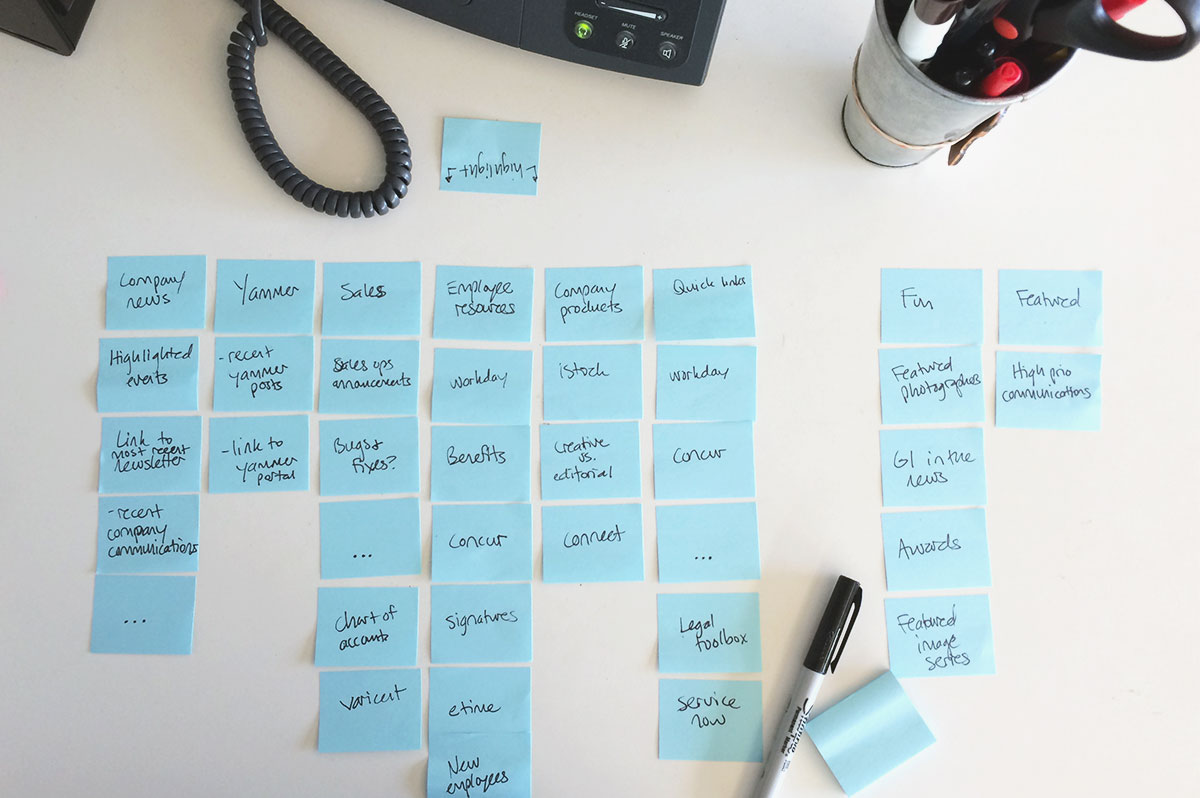 HEADSET
MUTE
SPEAKER
highlight
Company
news
Highlighted
events
Link to
most recent
newsletter
-recent
company
communications
...
Yammer
-recent
yammer
posts
-link to
yammer
portal
Sales
Sales ops
annoucements
Bugs &
fixes?
...
Chart of
accounts
varicent
Employee
resources
workday
Benefits
Concur
signatures
etime
New
employees
Company
products
iStock
Creative
vs.
editorial
Connect
Quick links
workday
Concur
...
Legal
toolbox
Service
now
Fun
Featured
photographers
GI in the
news
Awards
Featured
image
series
Featured
High prio
communications
Sharpie